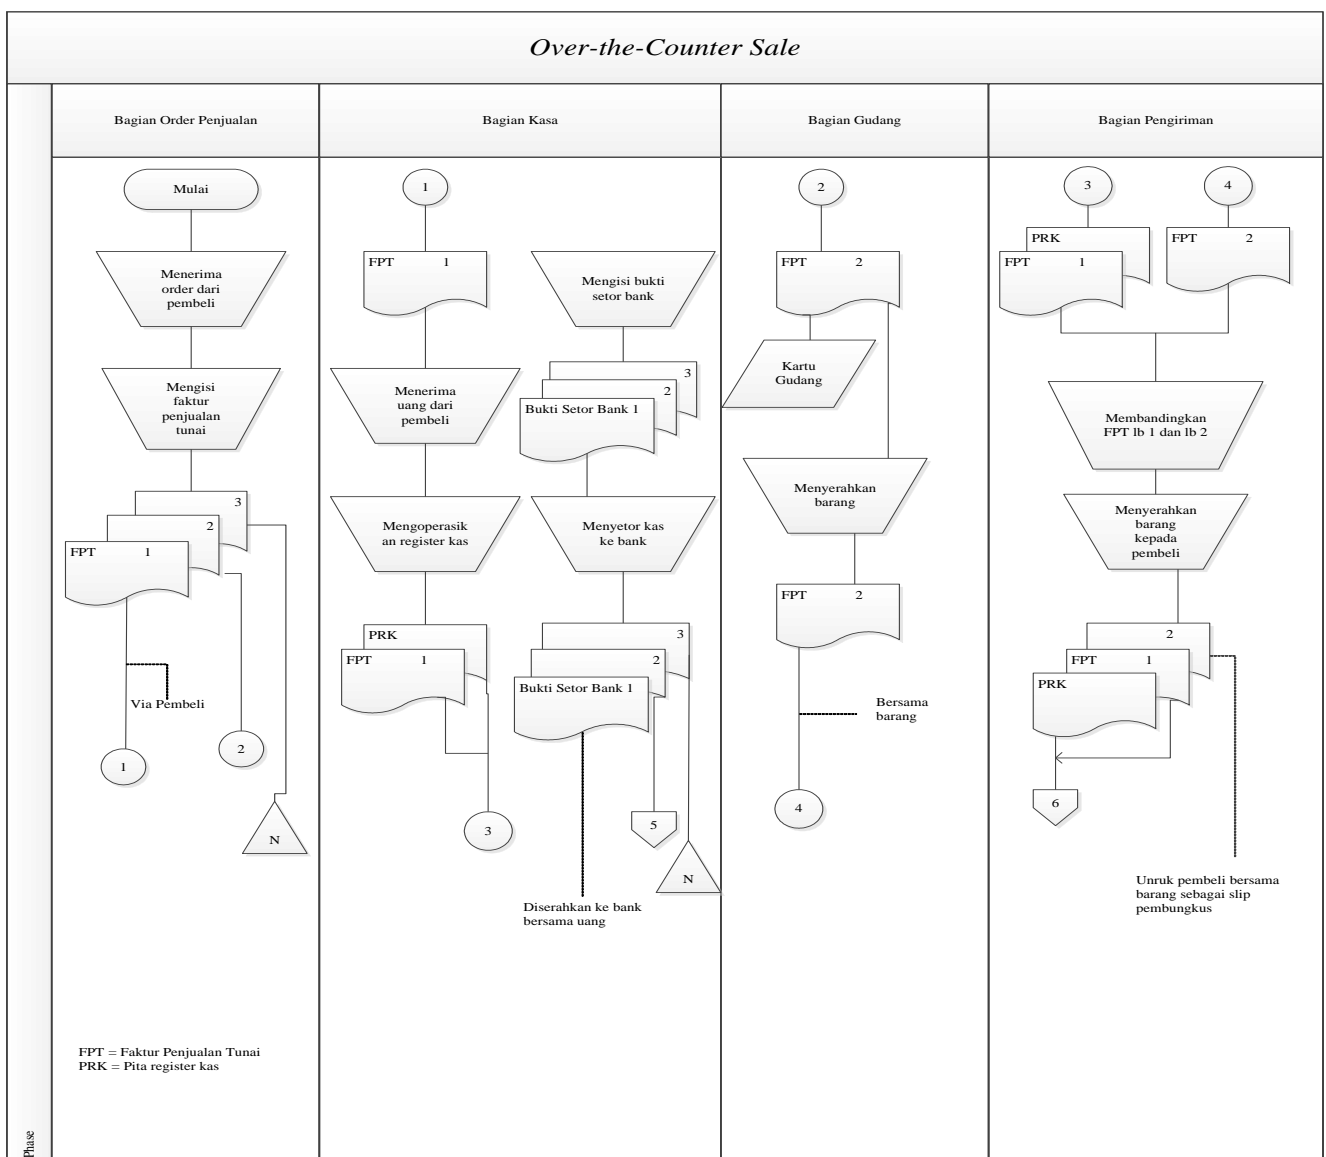 Over-the-Counter Sale
Bagian Order Penjualan
Bagian Kasa
Bagian Gudang
Bagian Pengiriman
Mulai
Menerima
order dari
pembeli
Mengisi
faktur
penjualan
tunai
3
2
FPT 1
Via Pembeli
1
2
N
FPT = Faktur Penjualan Tunai
PRK = Pita register kas
1
FPT 1
Menerima
uang dari
pembeli
Mengoperasik
an register kas
PRK
FPT 1
3
Mengisi bukti
setor bank
3
2
Bukti Setor Bank 1
Menyetor kas
ke bank
3
2
Bukti Setor Bank 1
5
N
Diserahkan ke bank
bersama uang
2
FPT 2
Kartu
Gudang
Menyerahkan
barang
FPT 2
Bersama
barang
4
3
4
PRK
FPT 1
FPT 2
Membandingkan
FPT lb 1 dan lb 2
Menyerahkan
barang
kepada
pembeli
2
FPT 1
PRK
6
Unruk pembeli bersama
barang sebagai slip
pembungkus
Phase